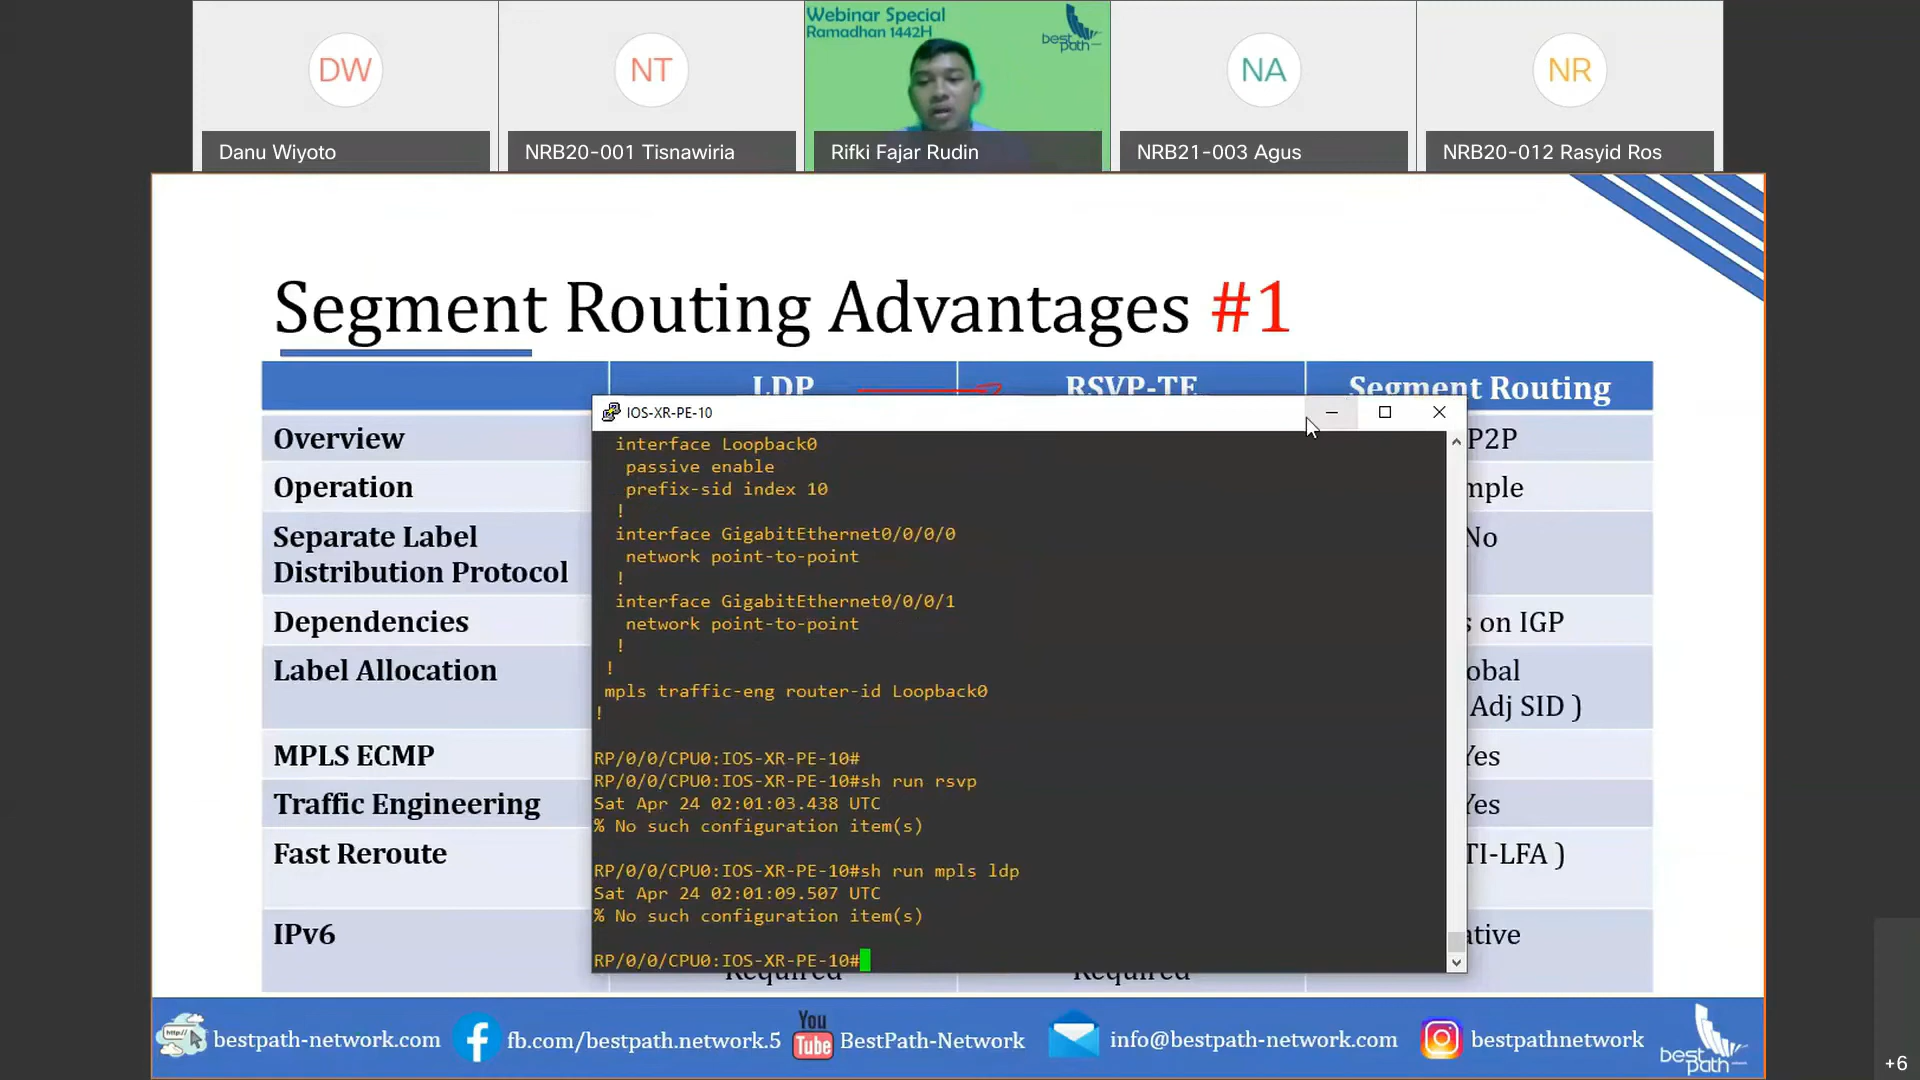 Webinar Special
Ramadhan 1442H
best path
DW
NT
NA
NR
Danu Wiyoto
NRB20-001 Tisnawiria
Rifki Fajar Rudin
NRB21-003 Agus
NRB20-012 Rasyid Ros
Segment Routing Advantages #1
LDP
RSVP-TE
Segment Routing
IOS-XR-PE-10
Overview
P2P
Operation
Separate Label
Distribution Protocol
No
Dependencies
s on IGP
Label Allocation
obal
Adj SID )
MPLS ECMP
Yes
Traffic Engineering
Yes
Fast Reroute
TI-LFA )
IPv6
ative
Required
Required
interface Loopback0
passive enable
prefix-sid index 10
!
interface GigabitEthernet0/0/0/0
network point-to-point
!
interface GigabitEthernet0/0/0/1
network point-to-point
!
!
mpls traffic-eng router-id Loopback0
!
RP/0/0/CPU0:IOS-XR-PE-10#
RP/0/0/CPU0:IOS-XR-PE-10#sh run rsvp
Sat Apr 24 02:01:03.438 UTC
% No such configuration item(s)
RP/0/0/CPU0:IOS-XR-PE-10#sh run mpls ldp
Sat Apr 24 02:01:09.507 UTC
% No such configuration item(s)
RP/0/0/CPU0:IOS-XR-PE-10#
http://
bestpath-network.com
fb.com/bestpath.network.5
You
Tube
BestPath-Network
info@bestpath-network.com
bestpathnetwork
best path
+6